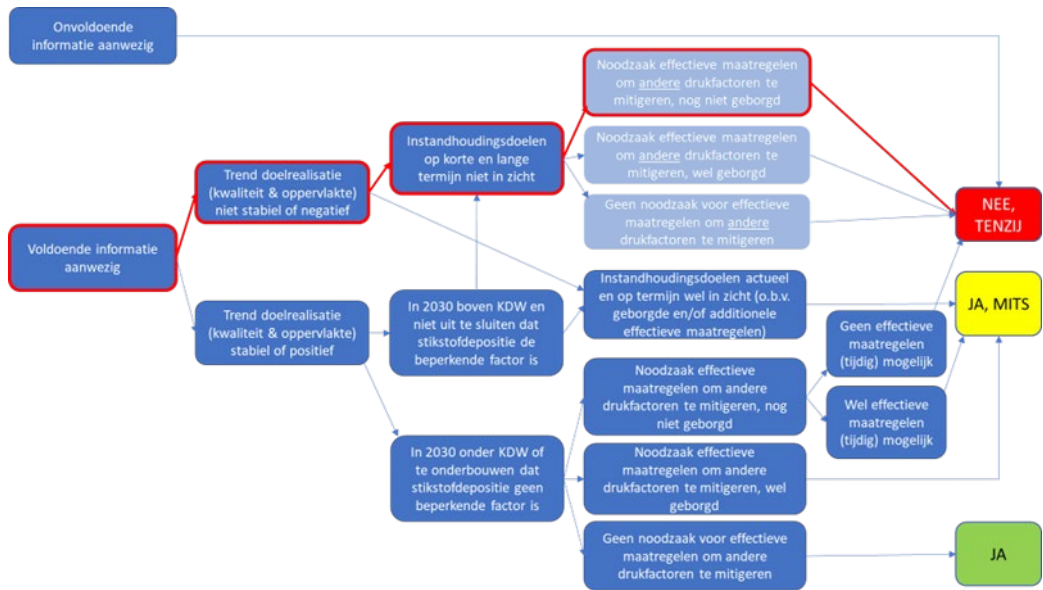 Onvoldoende
informatie aanwezig
Noodzaak effectieve maatregelen
om andere drukfactoren te
mitigeren, nog niet geborgd
Instandhoudingsdoelen
op korte en lange
termijn niet in zicht
Noodzaak effectieve maatregelen
om andere drukfactoren te
mitigeren, wel geborgd
Trend doelrealisatie
(kwaliteit & oppervlakte)
niet stabiel of negatief
Geen noodzaak voor effectieve
maatregelen om andere
drukfactoren te mitigeren
NEE,
TENZIJ
Voldoende informatie
aanwezig
Trend doelrealisatie
(kwaliteit & oppervlakte)
stabiel of positief
In 2030 boven KDW en
niet uit te sluiten dat
stikstofdepositie de
beperkende factor is
Instandhoudingsdoelen actueel
en op termijn wel in zicht (o.b.v.
geborgde en/of additionele
effectieve maatregelen)
JA, MITS
Geen effectieve
maatregelen
(tijdig) mogelijk
Noodzaak effectieve
maatregelen om andere
drukfactoren te mitigeren, nog
niet geborgd
Wel effectieve
maatregelen
(tijdig) mogelijk
In 2030 onder KDW of
te onderbouwen dat
stikstofdepositie geen
beperkende factor is
Noodzaak effectieve
maatregelen om andere
drukfactoren te mitigeren, wel
geborgd
Geen noodzaak voor effectieve
maatregelen om andere
drukfactoren te mitigeren
JA